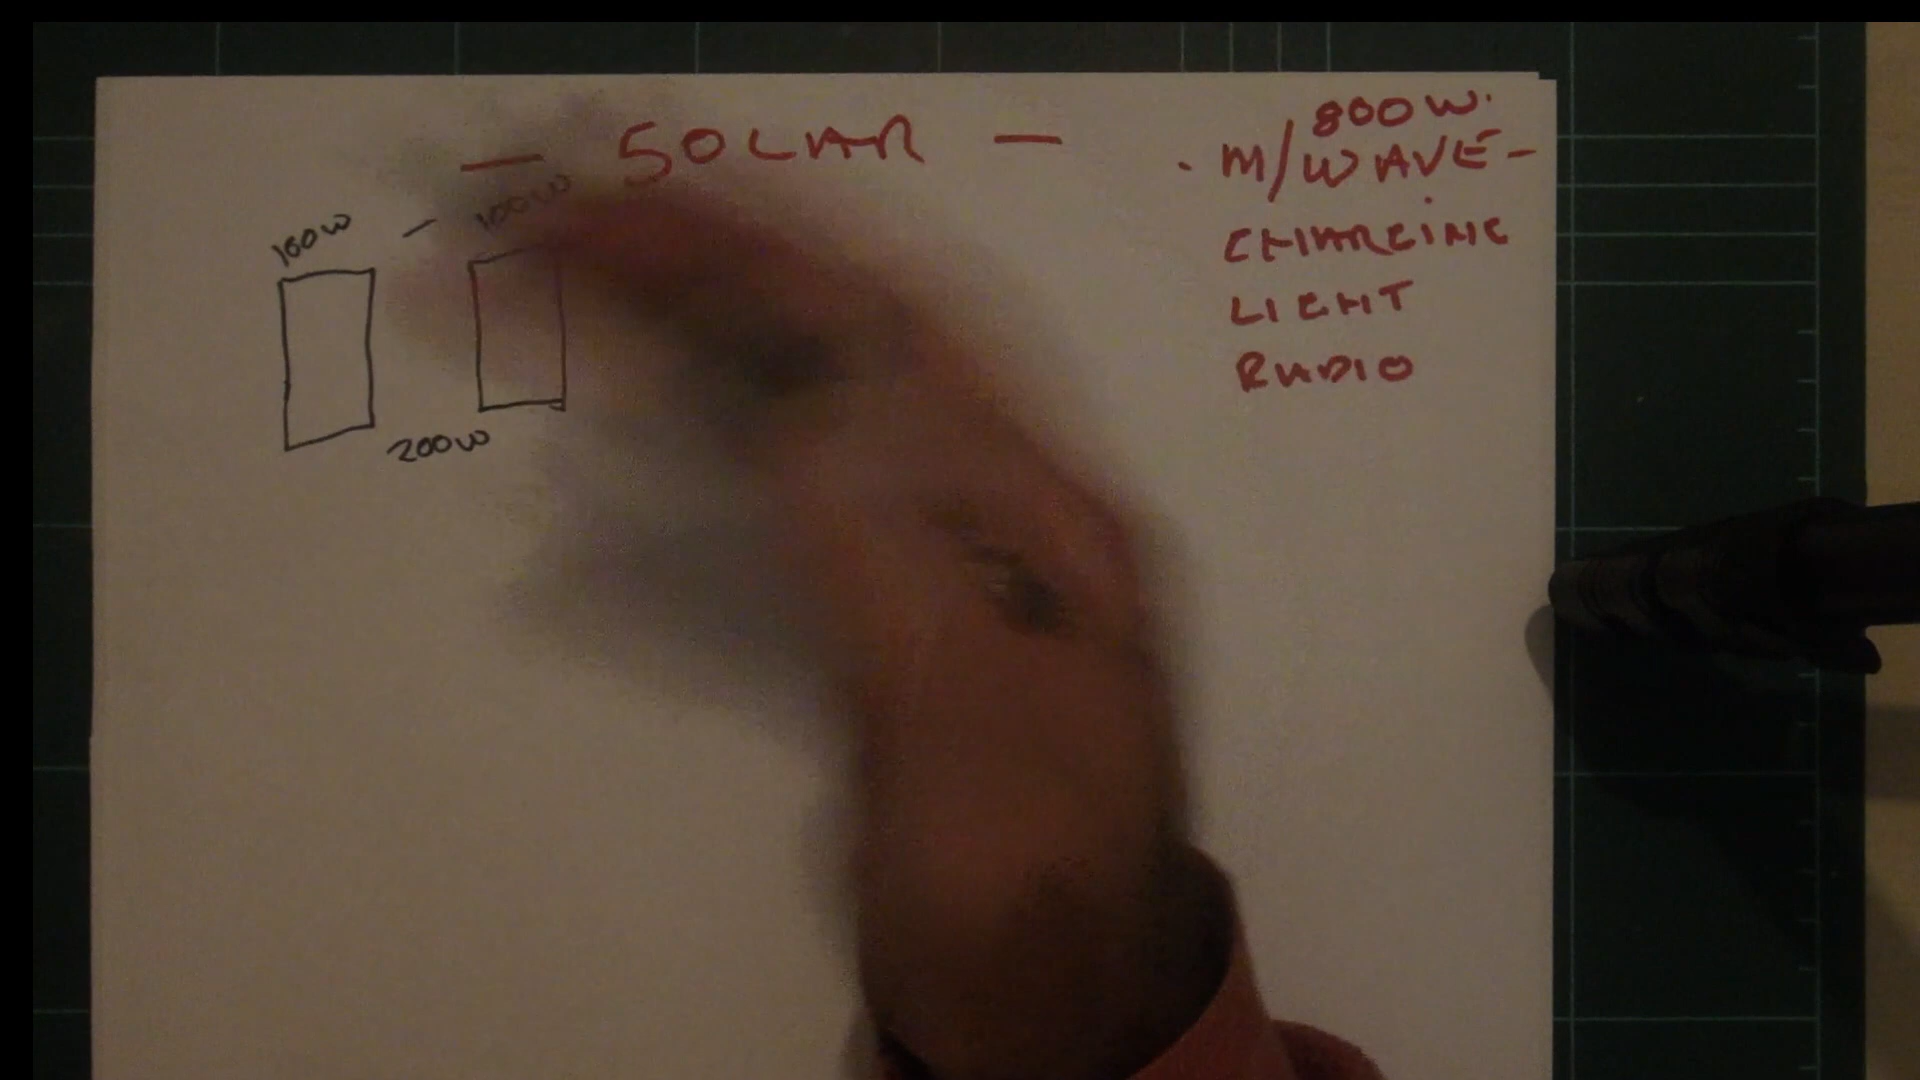 — SOLAR —
800W.
. M/WAVE -
CHARGING
LIGHT
RADIO
100W - 100W
200W